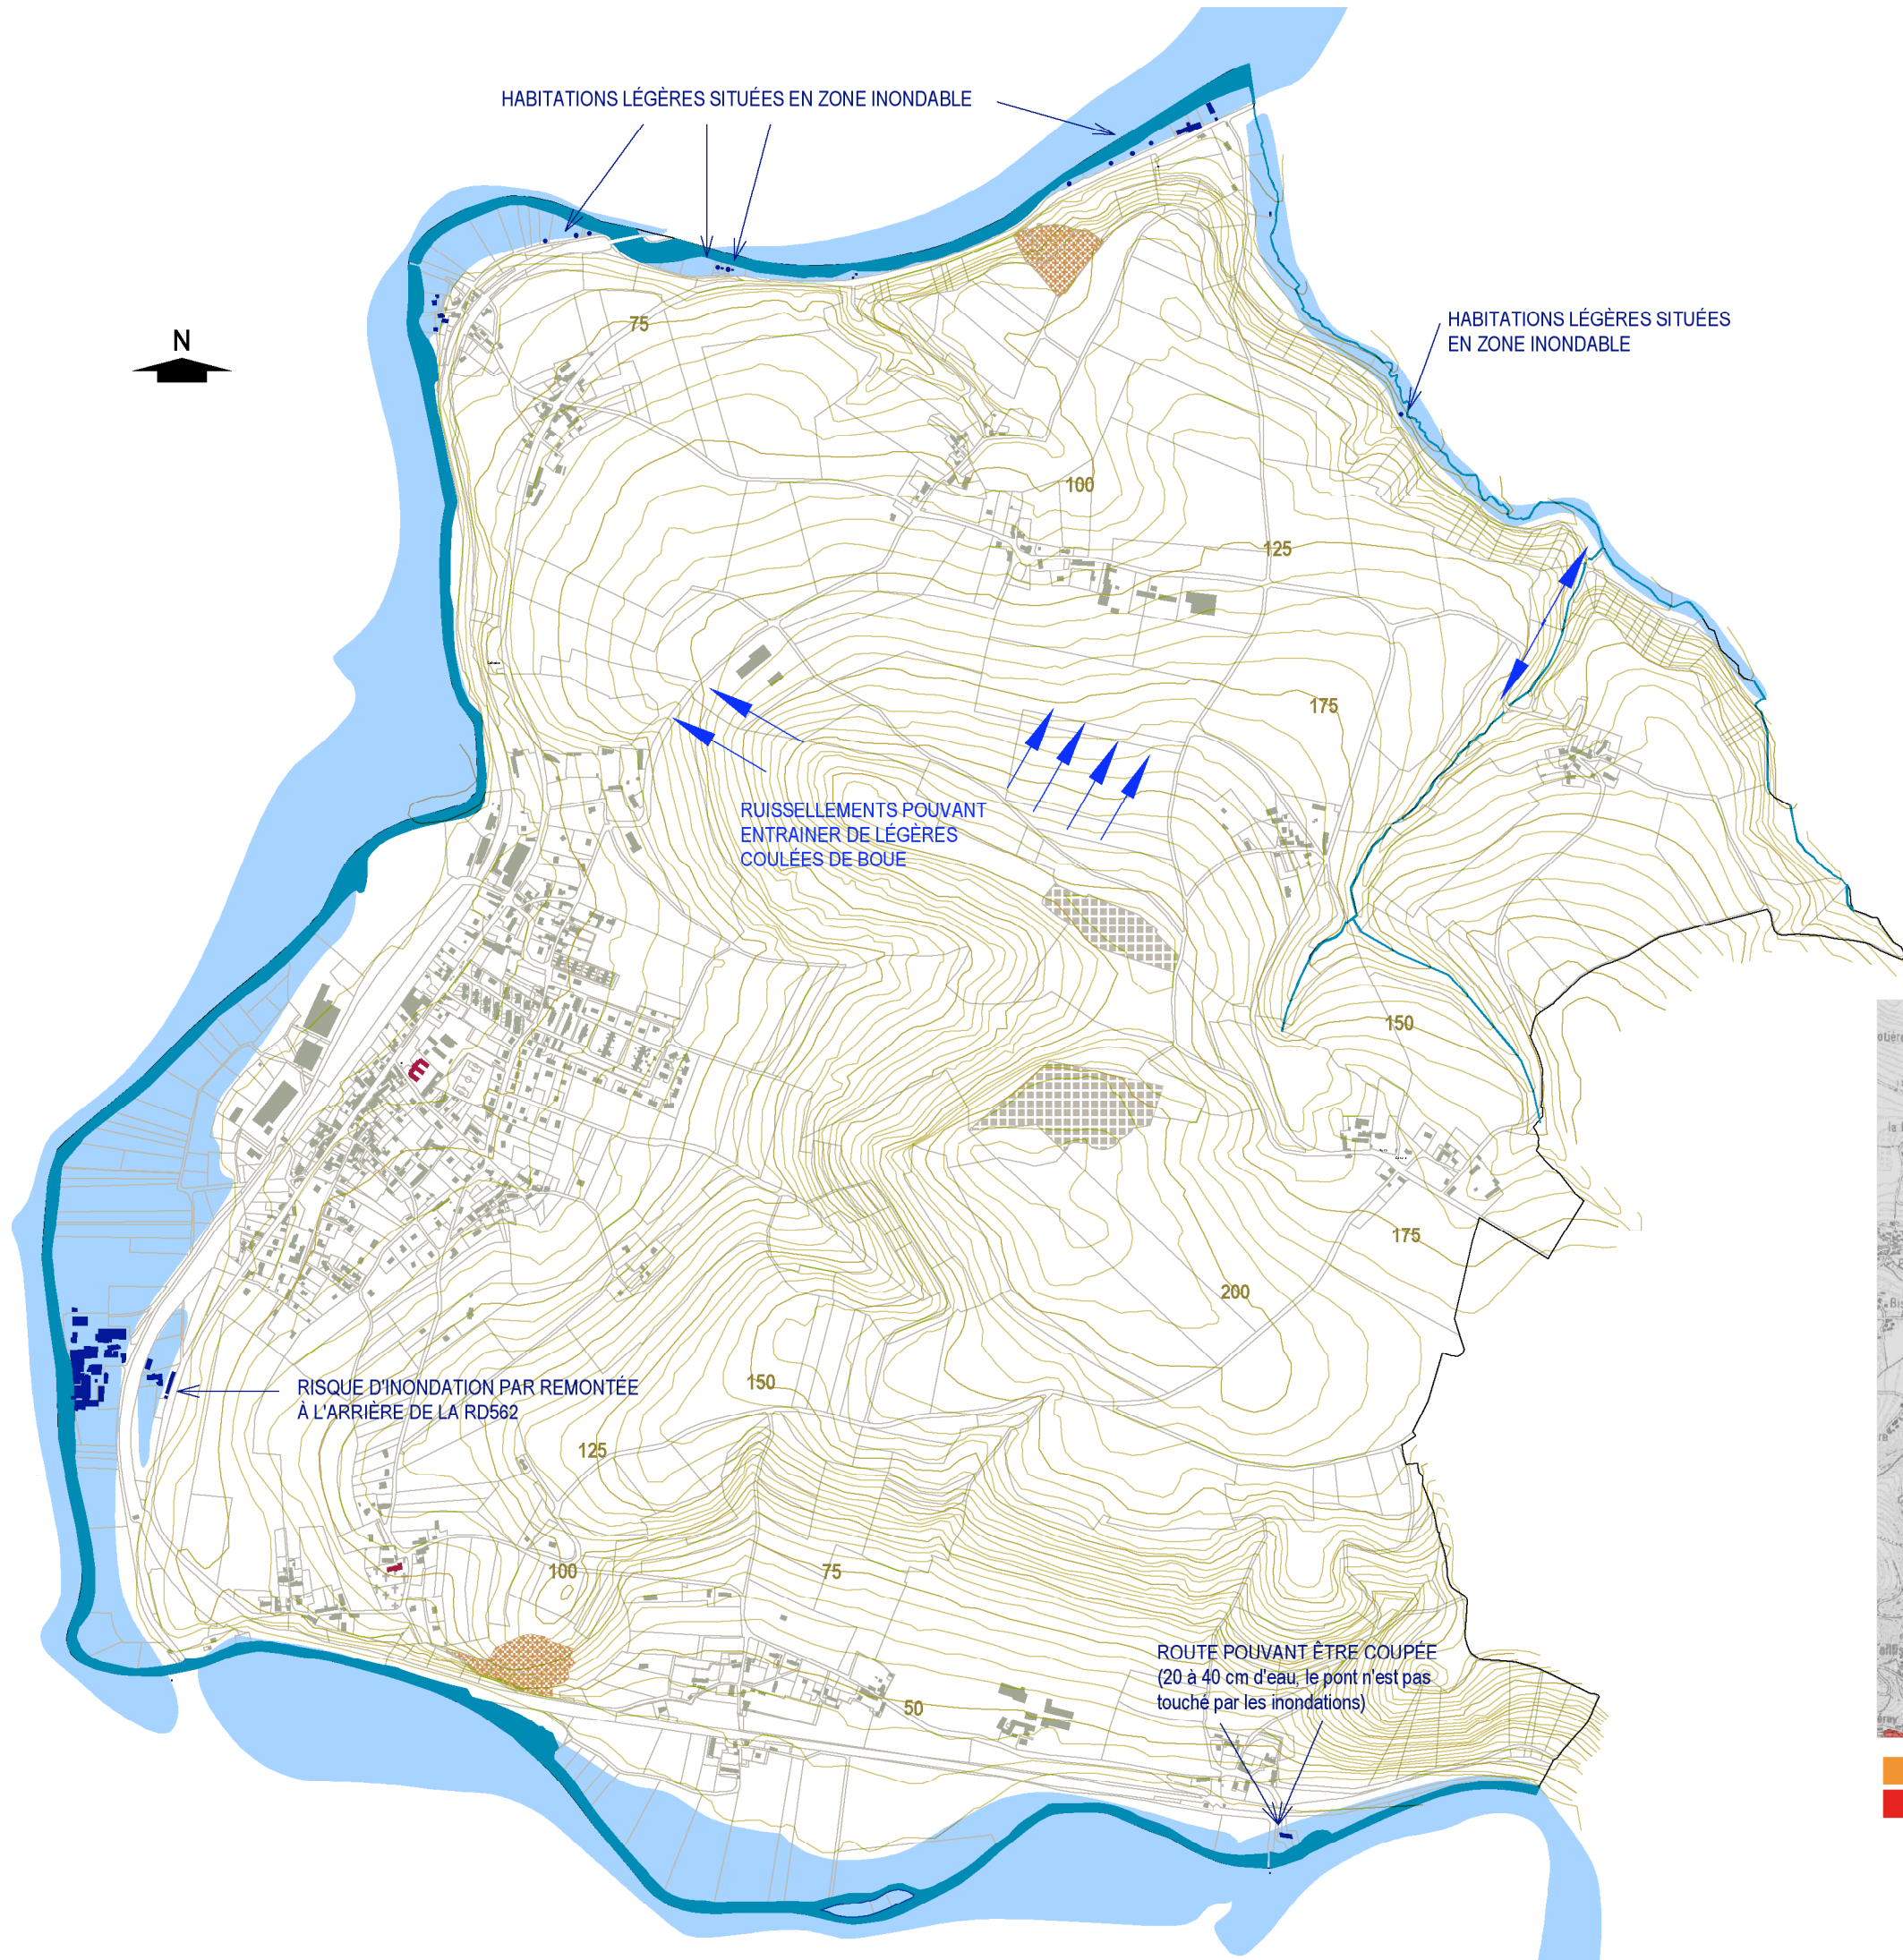 HABITATIONS LÉGÈRES SITUÉES EN ZONE INONDABLE
N
75
HABITATIONS LÉGÈRES SITUÉES
EN ZONE INONDABLE
100
125
175
RUISSELLEMENTS POUVANT
ENTRAINER DE LÉGÈRES
COULÉES DE BOUE
150
175
200
150
RISQUE D'INONDATION PAR REMONTÉE
À L'ARRIÈRE DE LA RD562
125
100
75
ROUTE POUVANT ÊTRE COUPÉE
(20 à 40 cm d'eau, le pont n'est pas
touché par les inondations)
50